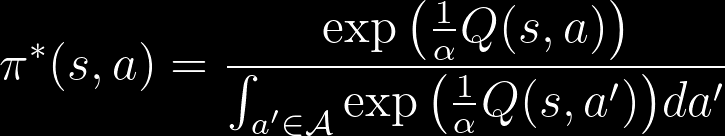 π*(s, a) = exp(1/α Q(s, a)) / ∫_{a′∈𝒜} exp(1/α Q(s, a′))da′